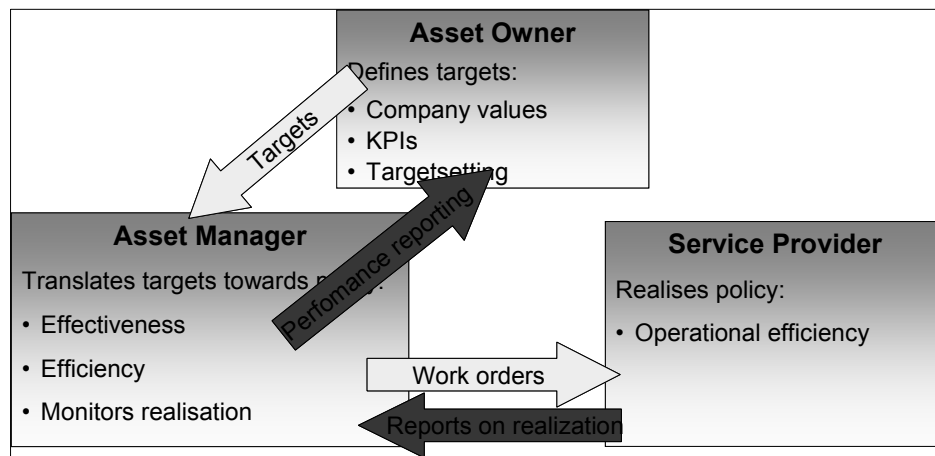 Asset Owner
Defines targets:
• Company values
• KPIs
• Targetsetting
Targets
Perfomance reporting
Asset Manager
Translates targets towards
• Effectiveness
• Efficiency
• Monitors realisation
Service Provider
Realises policy:
• Operational efficiency
Work orders
Reports on realization